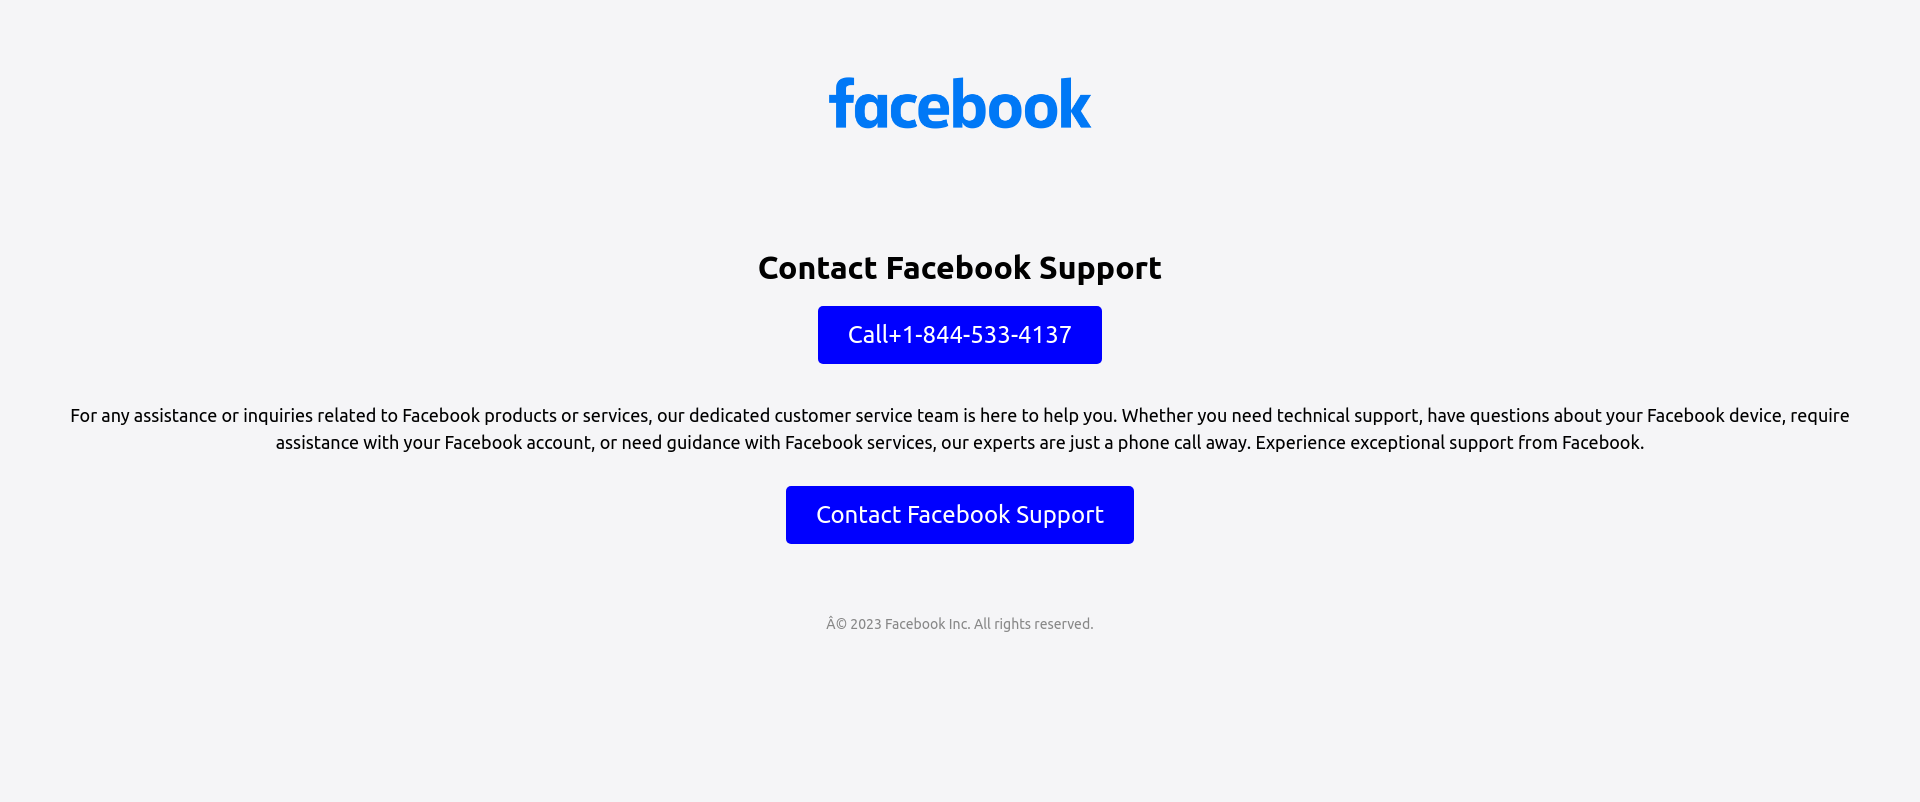 facebook
Contact Facebook Support
Call+1-844-533-4137
For any assistance or inquiries related to Facebook products or services, our dedicated customer service team is here to help you. Whether you need technical support, have questions about your Facebook device, require
assistance with your Facebook account, or need guidance with Facebook services, our experts are just a phone call away. Experience exceptional support from Facebook.
Contact Facebook Support
Â© 2023 Facebook Inc. All rights reserved.